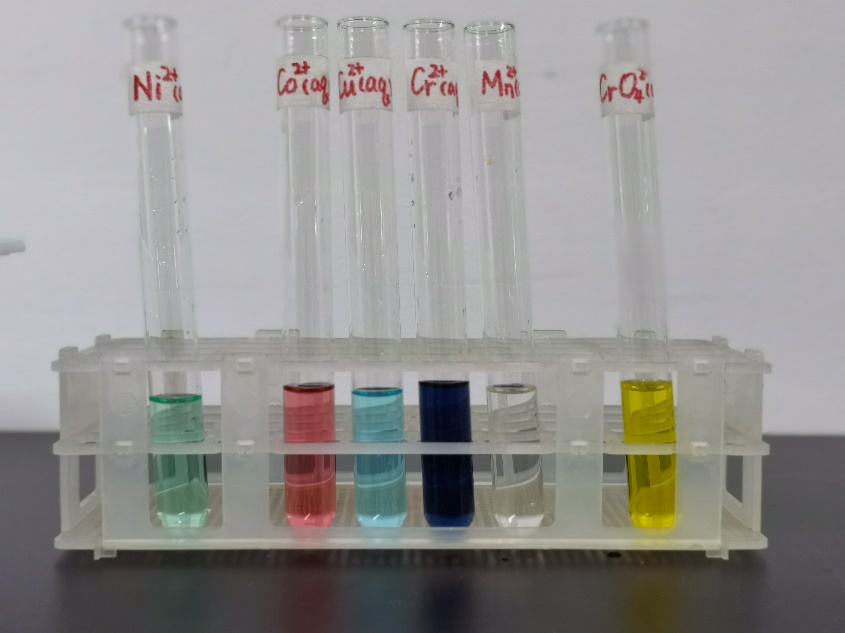 Ni²⁺(
Co²⁺(aq
Cu²⁺(aq)
Cr²⁺(aq
Mn²⁺(
CrO₄²⁻(